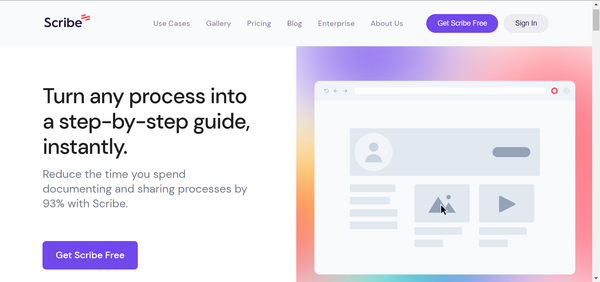 Scribe
Use Cases Gallery Pricing Blog Enterprise About Us Get Scribe Free Sign In
Turn any process into
a step-by-step guide,
instantly.
Reduce the time you spend
documenting and sharing processes by
93% with Scribe.
Get Scribe Free